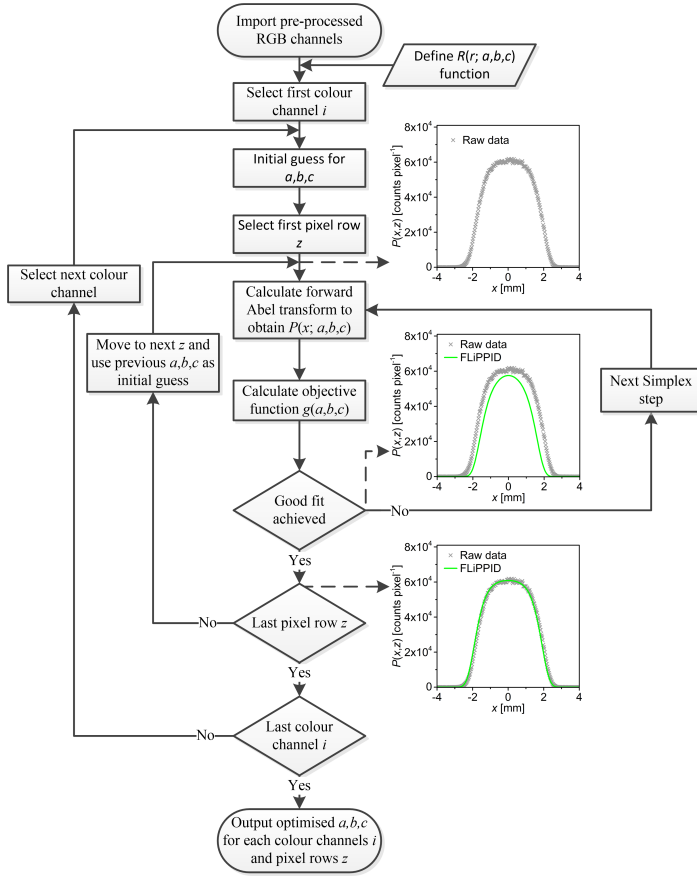 Import pre-processed
RGB channels
Define R(r; a,b,c)
function
Select first colour
channel i
Initial guess for
a,b,c
Select first pixel row
z
Select next colour
channel
Calculate forward
Abel transform to
obtain P(x; a,b,c)
Move to next z and
use previous a,b,c as
initial guess
Calculate objective
function g(a,b,c)
Next Simplex
step
Good fit
achieved
No
Yes
Last pixel row z
No
Yes
Last colour
channel i
No
Yes
Output optimised a,b,c
for each colour channels i
and pixel rows z
8x10⁴
6x10⁴
4x10⁴
2x10⁴
0
P(x,z) [counts pixel⁻¹]
Raw data
-4 -2 0 2 4
x [mm]
8x10⁴
6x10⁴
4x10⁴
2x10⁴
0
P(x,z) [counts pixel⁻¹]
Raw data
FLiPPID
-4 -2 0 2 4
x [mm]
8x10⁴
6x10⁴
4x10⁴
2x10⁴
0
P(x,z) [counts pixel⁻¹]
Raw data
FLiPPID
-4 -2 0 2 4
x [mm]